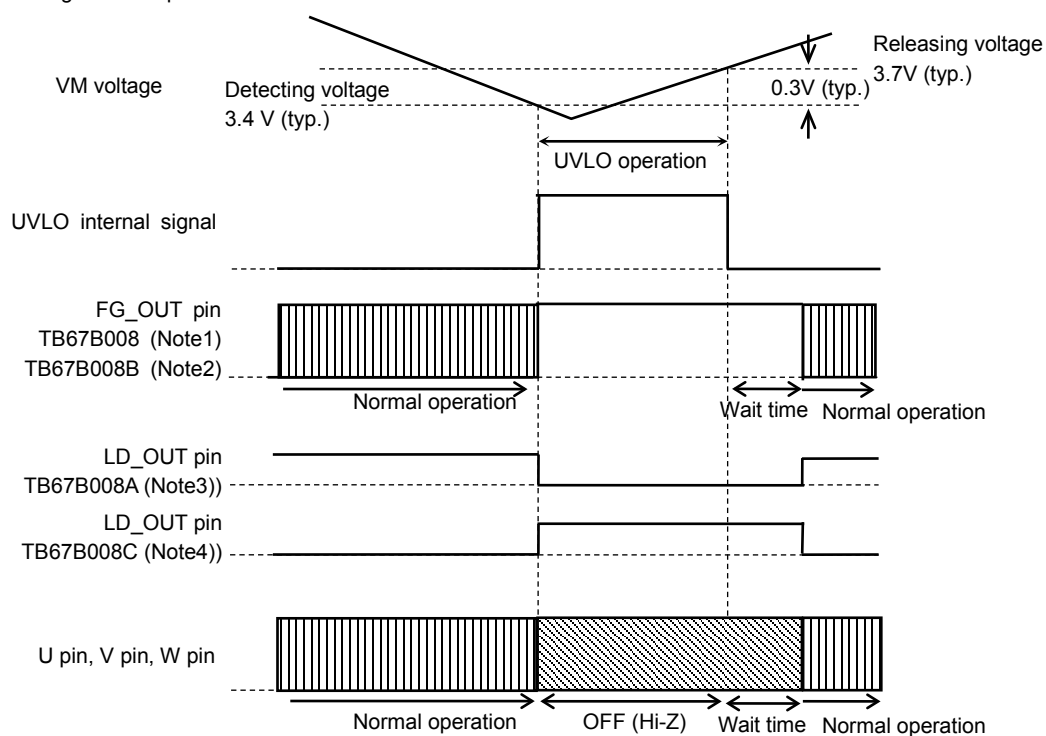 VM voltage
Detecting voltage
3.4 V (typ.)
0.3V (typ.)
Releasing voltage
3.7V (typ.)
UVLO operation
UVLO internal signal
FG_OUT pin
TB67B008 (Note1)
TB67B008B (Note2)
Normal operation
Wait time
Normal operation
LD_OUT pin
TB67B008A (Note3))
LD_OUT pin
TB67B008C (Note4))
U pin, V pin, W pin
Normal operation
OFF (Hi-Z)
Wait time
Normal operation